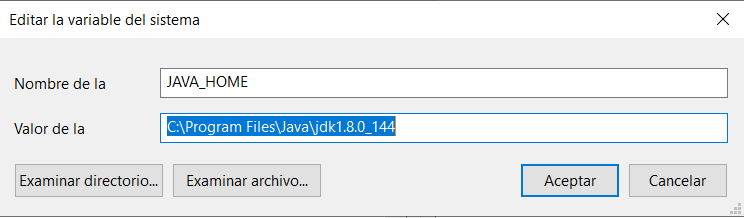 Editar la variable del sistema
Nombre de la
JAVA_HOME
Valor de la
C:\Program Files\Java\jdk1.8.0_144
Examinar directorio...
Examinar archivo...
Aceptar
Cancelar